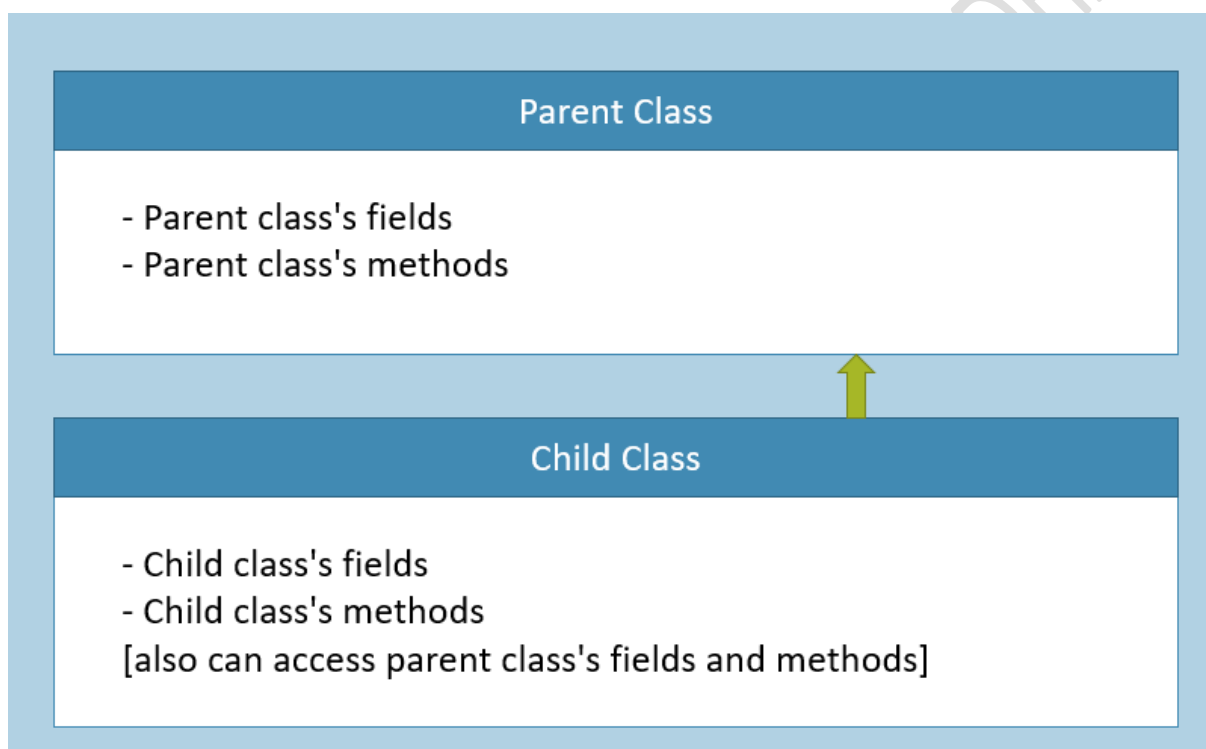 Parent Class
- Parent class's fields
- Parent class's methods
Child Class
- Child class's fields
- Child class's methods
[also can access parent class's fields and methods]